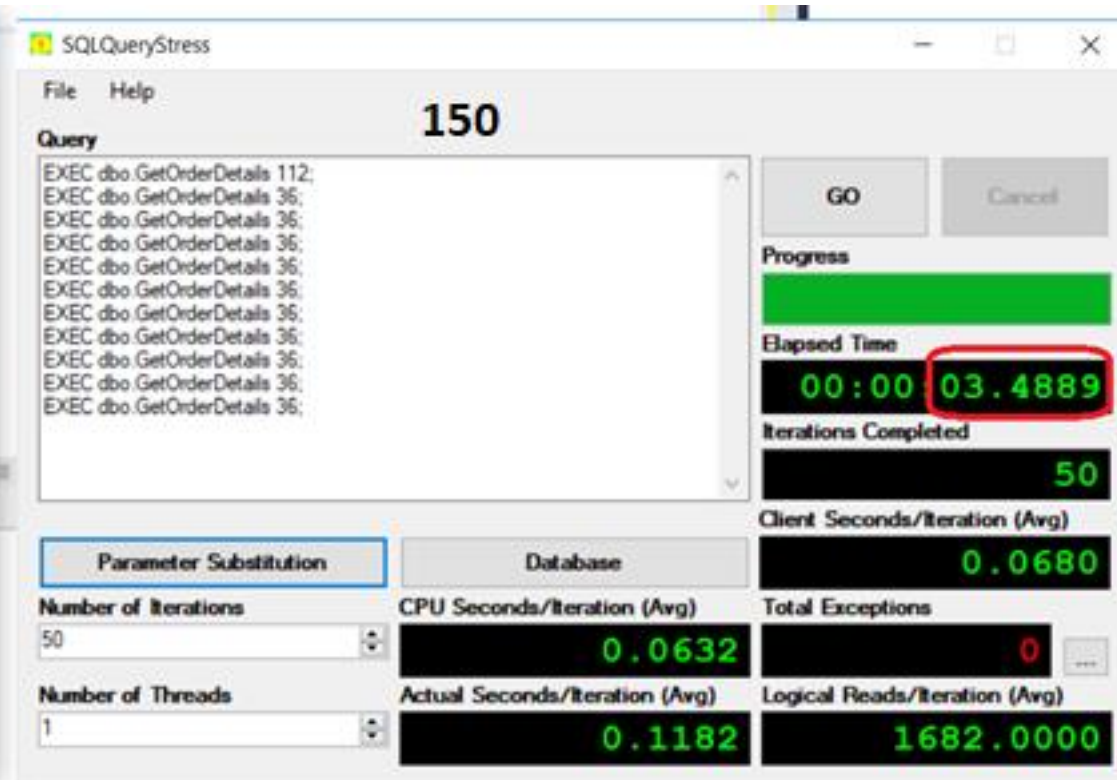 SQLQueryStress
File Help
150
Query
EXEC dbo.GetOrderDetails 112;
EXEC dbo.GetOrderDetails 36;
EXEC dbo.GetOrderDetails 36;
EXEC dbo.GetOrderDetails 36;
EXEC dbo.GetOrderDetails 36;
EXEC dbo.GetOrderDetails 36;
EXEC dbo.GetOrderDetails 36;
EXEC dbo.GetOrderDetails 36;
EXEC dbo.GetOrderDetails 36;
EXEC dbo.GetOrderDetails 36;
EXEC dbo.GetOrderDetails 36;
GO Cancel
Progress
Elapsed Time
00:00:03.4889
Iterations Completed
50
Client Seconds/Iteration (Avg)
0.0680
Parameter Substitution Database
Number of Iterations CPU Seconds/Iteration (Avg) Total Exceptions
50 0.0632 0 ...
Number of Threads Actual Seconds/Iteration (Avg) Logical Reads/Iteration (Avg)
1 0.1182 1682.0000